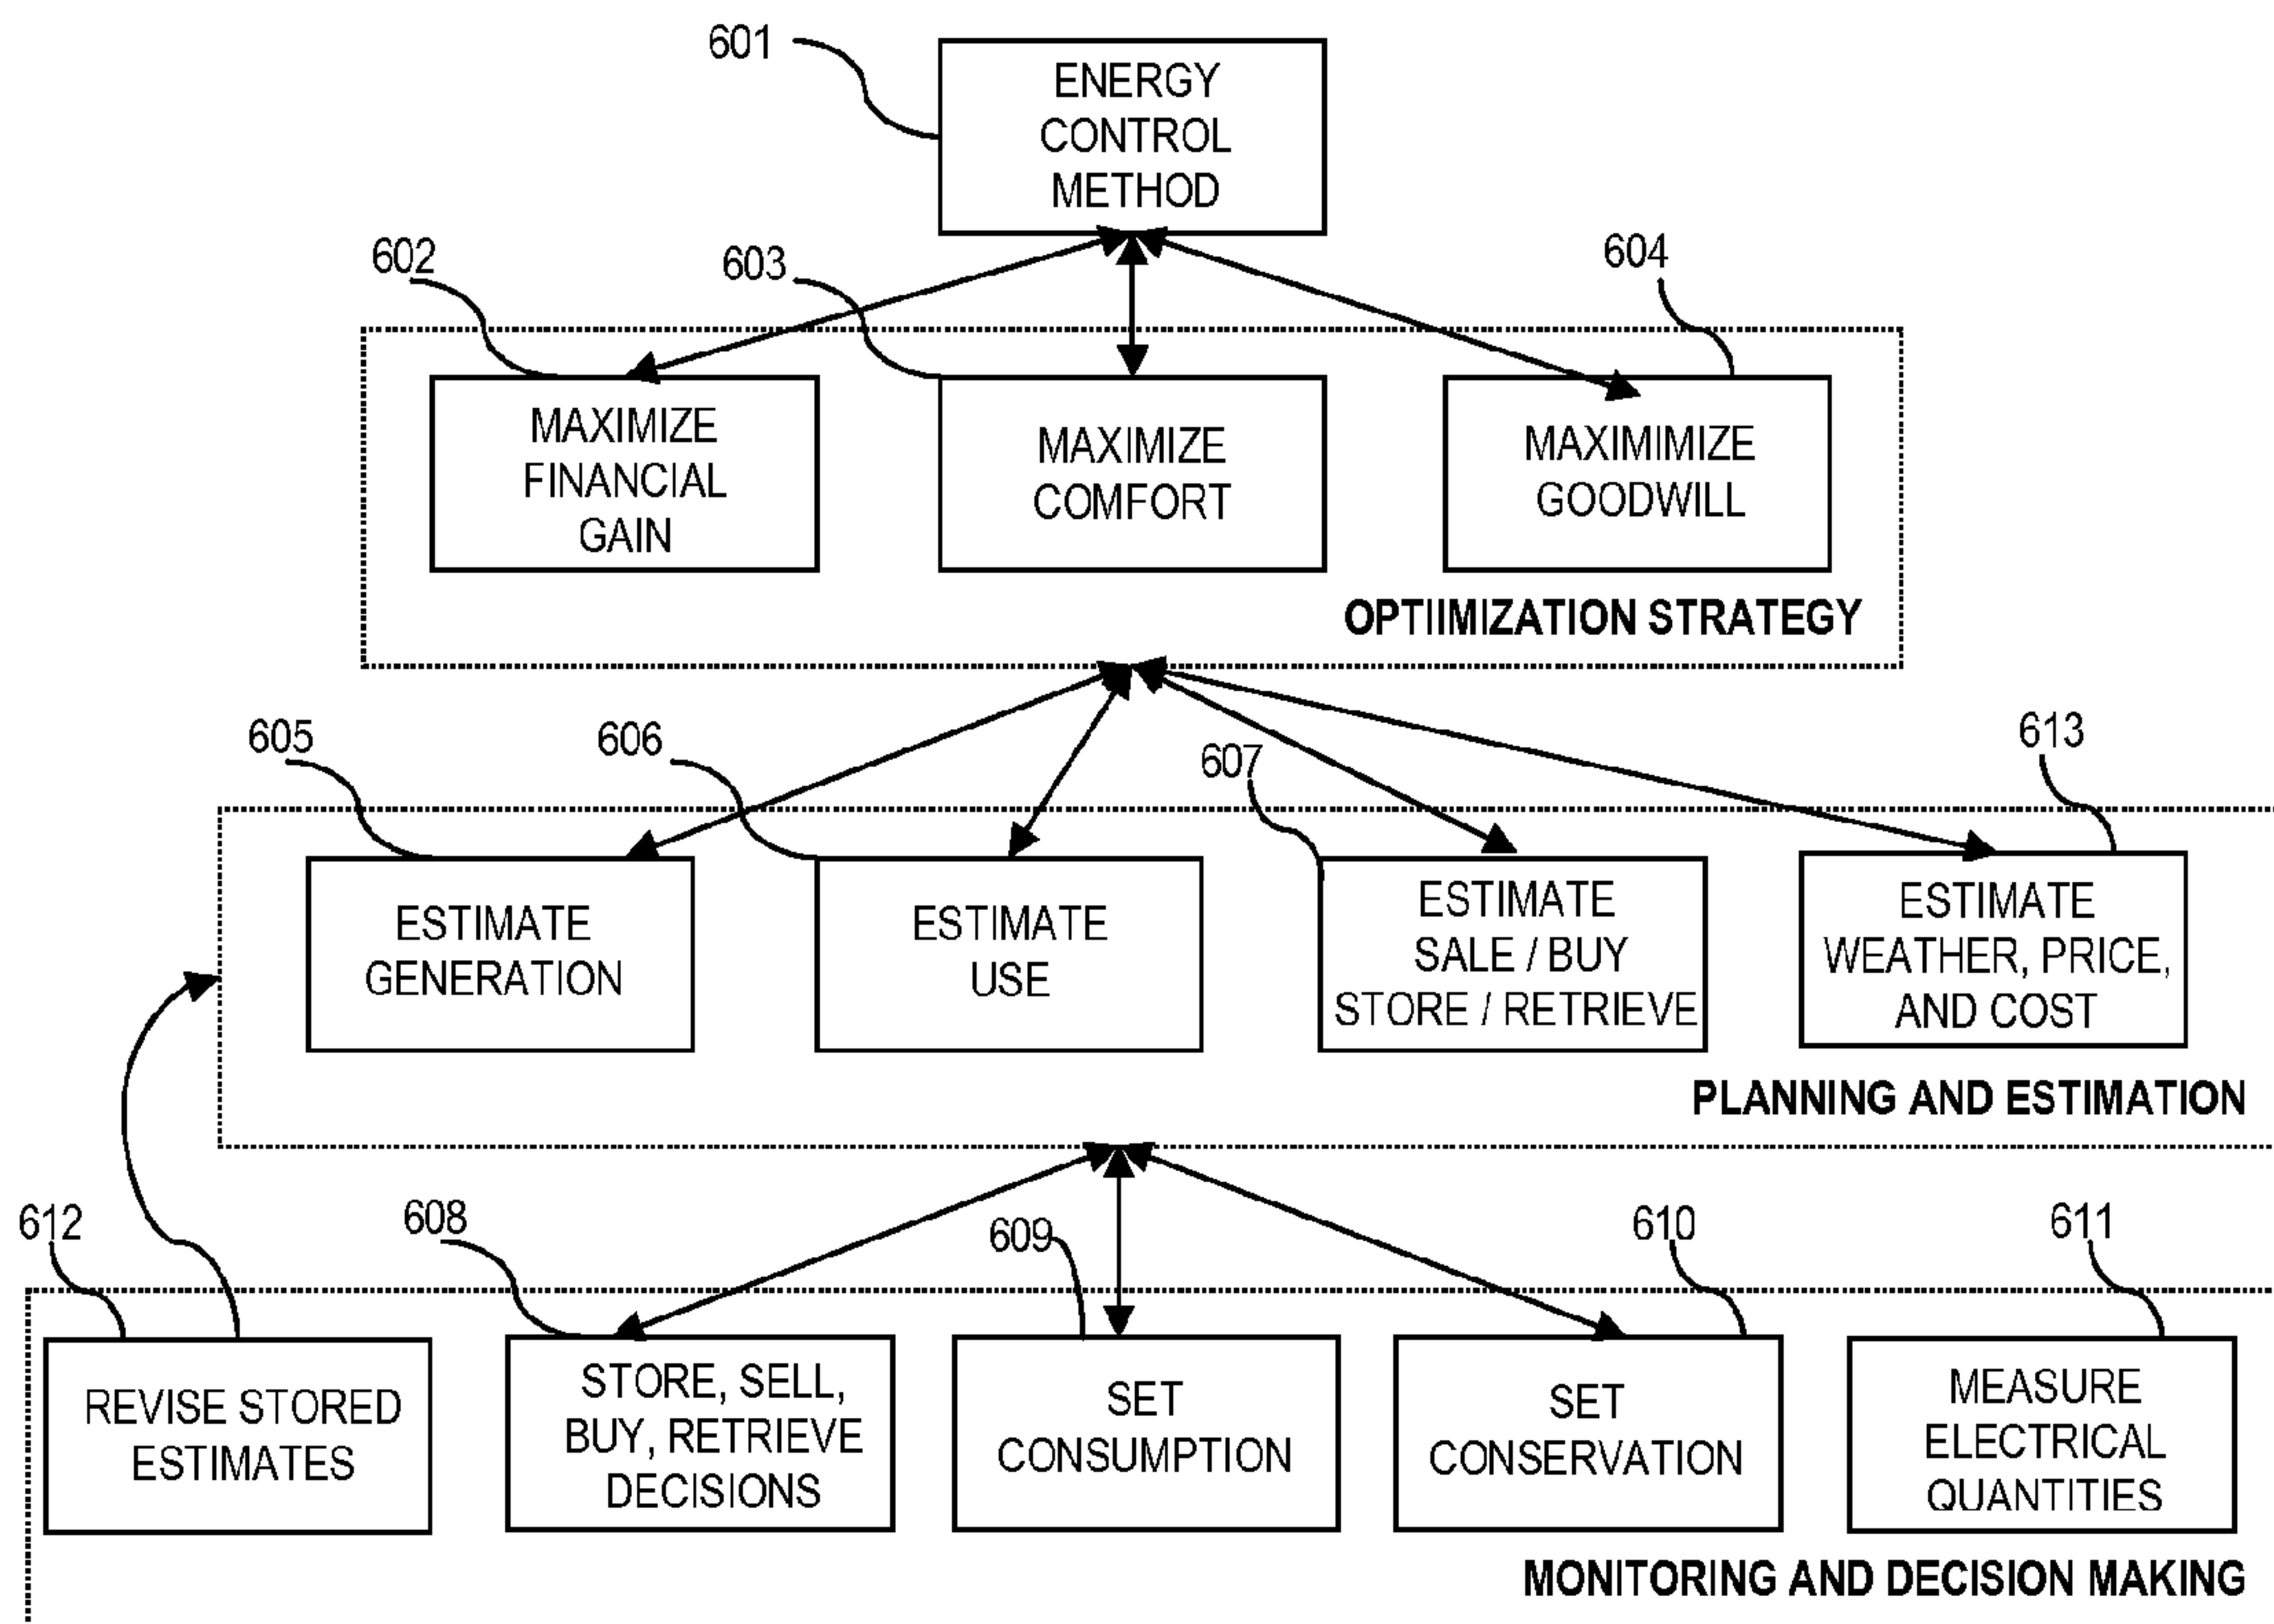 601
ENERGY
CONTROL
METHOD
602
603
604
MAXIMIZE
FINANCIAL
GAIN
MAXIMIZE
COMFORT
MAXIMIMIZE
GOODWILL
OPTIIMIZATION STRATEGY
605
606
607
613
ESTIMATE
GENERATION
ESTIMATE
USE
ESTIMATE
SALE / BUY
STORE / RETRIEVE
ESTIMATE
WEATHER, PRICE,
AND COST
PLANNING AND ESTIMATION
612
608
609
610
611
REVISE STORED
ESTIMATES
STORE, SELL,
BUY, RETRIEVE
DECISIONS
SET
CONSUMPTION
SET
CONSERVATION
MEASURE
ELECTRICAL
QUANTITIES
MONITORING AND DECISION MAKING